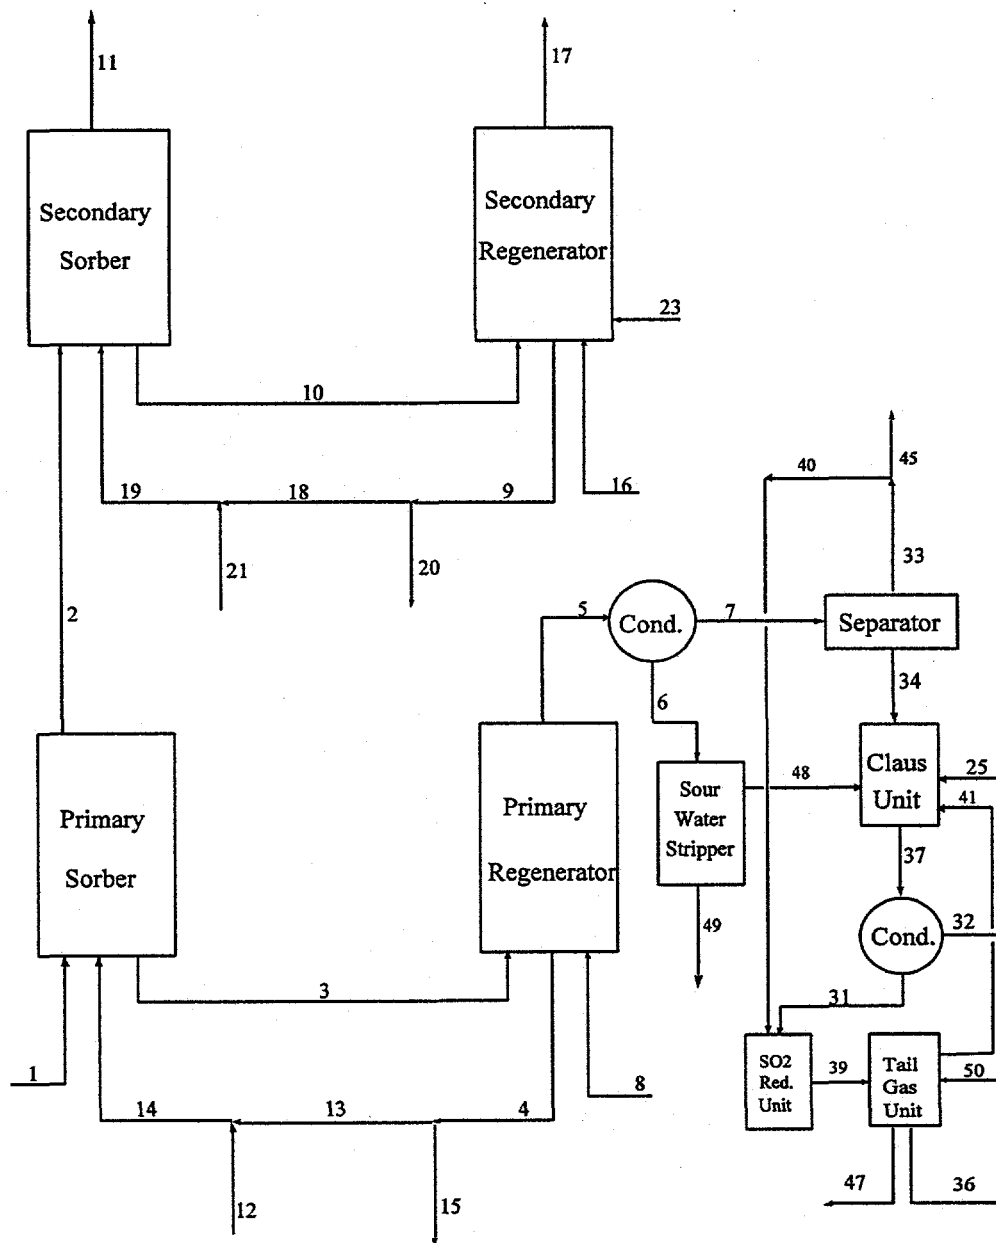 11
17
Secondary
Sorber
Secondary
Regenerator
23
10
19
18
9
16
21
20
40
45
33
2
5
Cond.
7
Separator
6
34
Primary
Sorber
Primary
Regenerator
Sour
Water
Stripper
48
Claus
Unit
25
41
37
49
Cond.
32
3
31
1
8
SO2
Red.
Unit
39
Tail
Gas
Unit
50
14
13
4
12
15
47
36